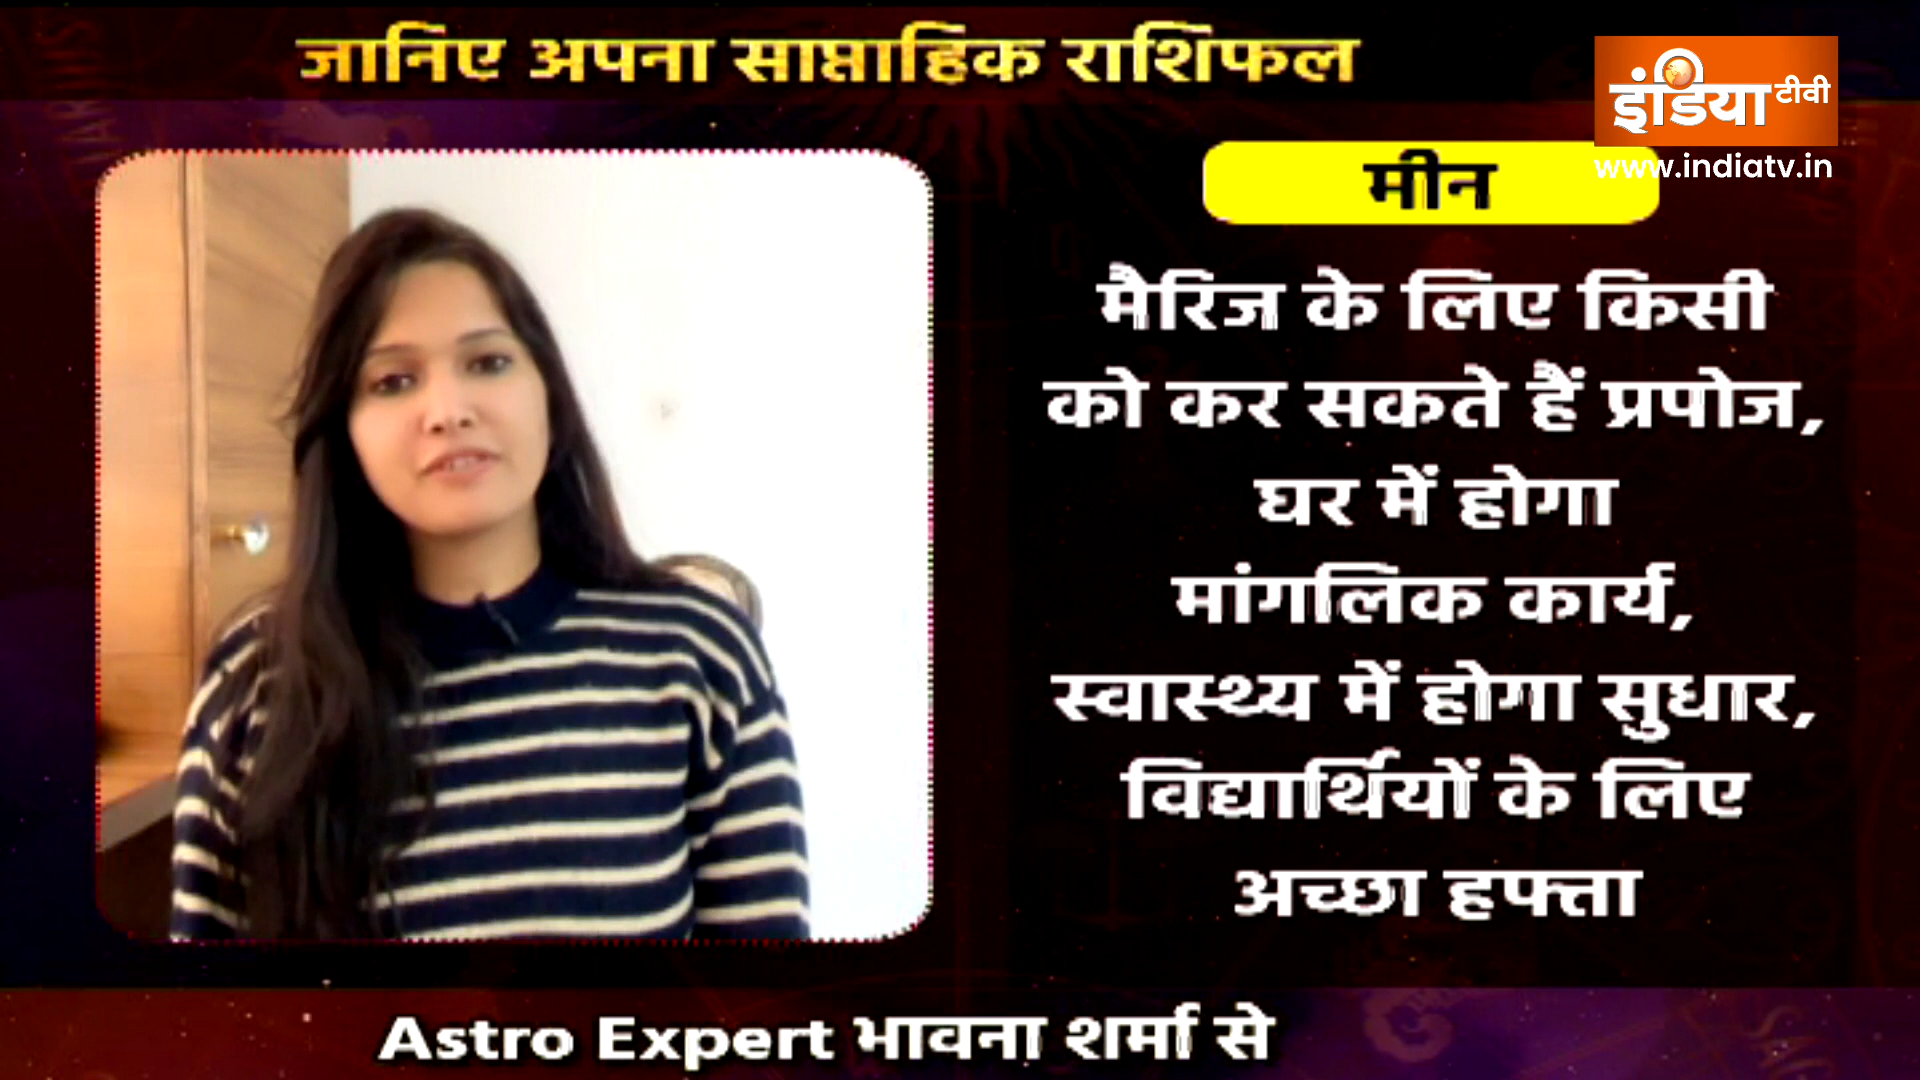 जानिए अपना साप्ताहिक राशिफल
इंडिया टीवी
www.indiatv.in
मीन
मैरिज के लिए किसी
को कर सकते हैं प्रपोज,
घर में होगा
मांगलिक कार्य,
स्वास्थ्य में होगा सुधार,
विद्यार्थियों के लिए
अच्छा हफ्ता
Astro Expert भावना शर्मा से